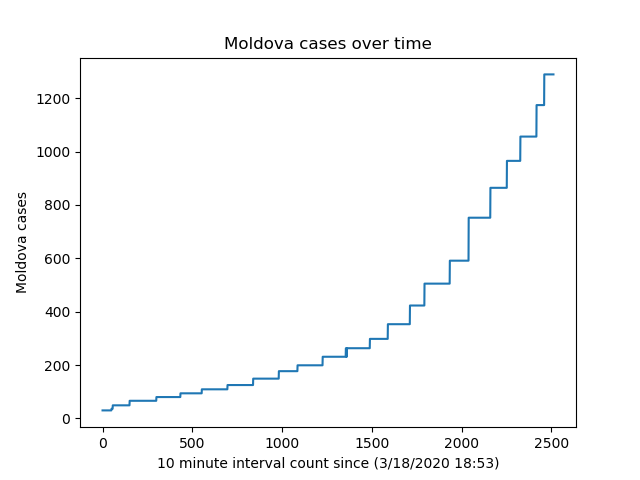 Moldova cases over time
Moldova cases
1200
1000
800
600
400
200
0
0 500 1000 1500 2000 2500
10 minute interval count since (3/18/2020 18:53)